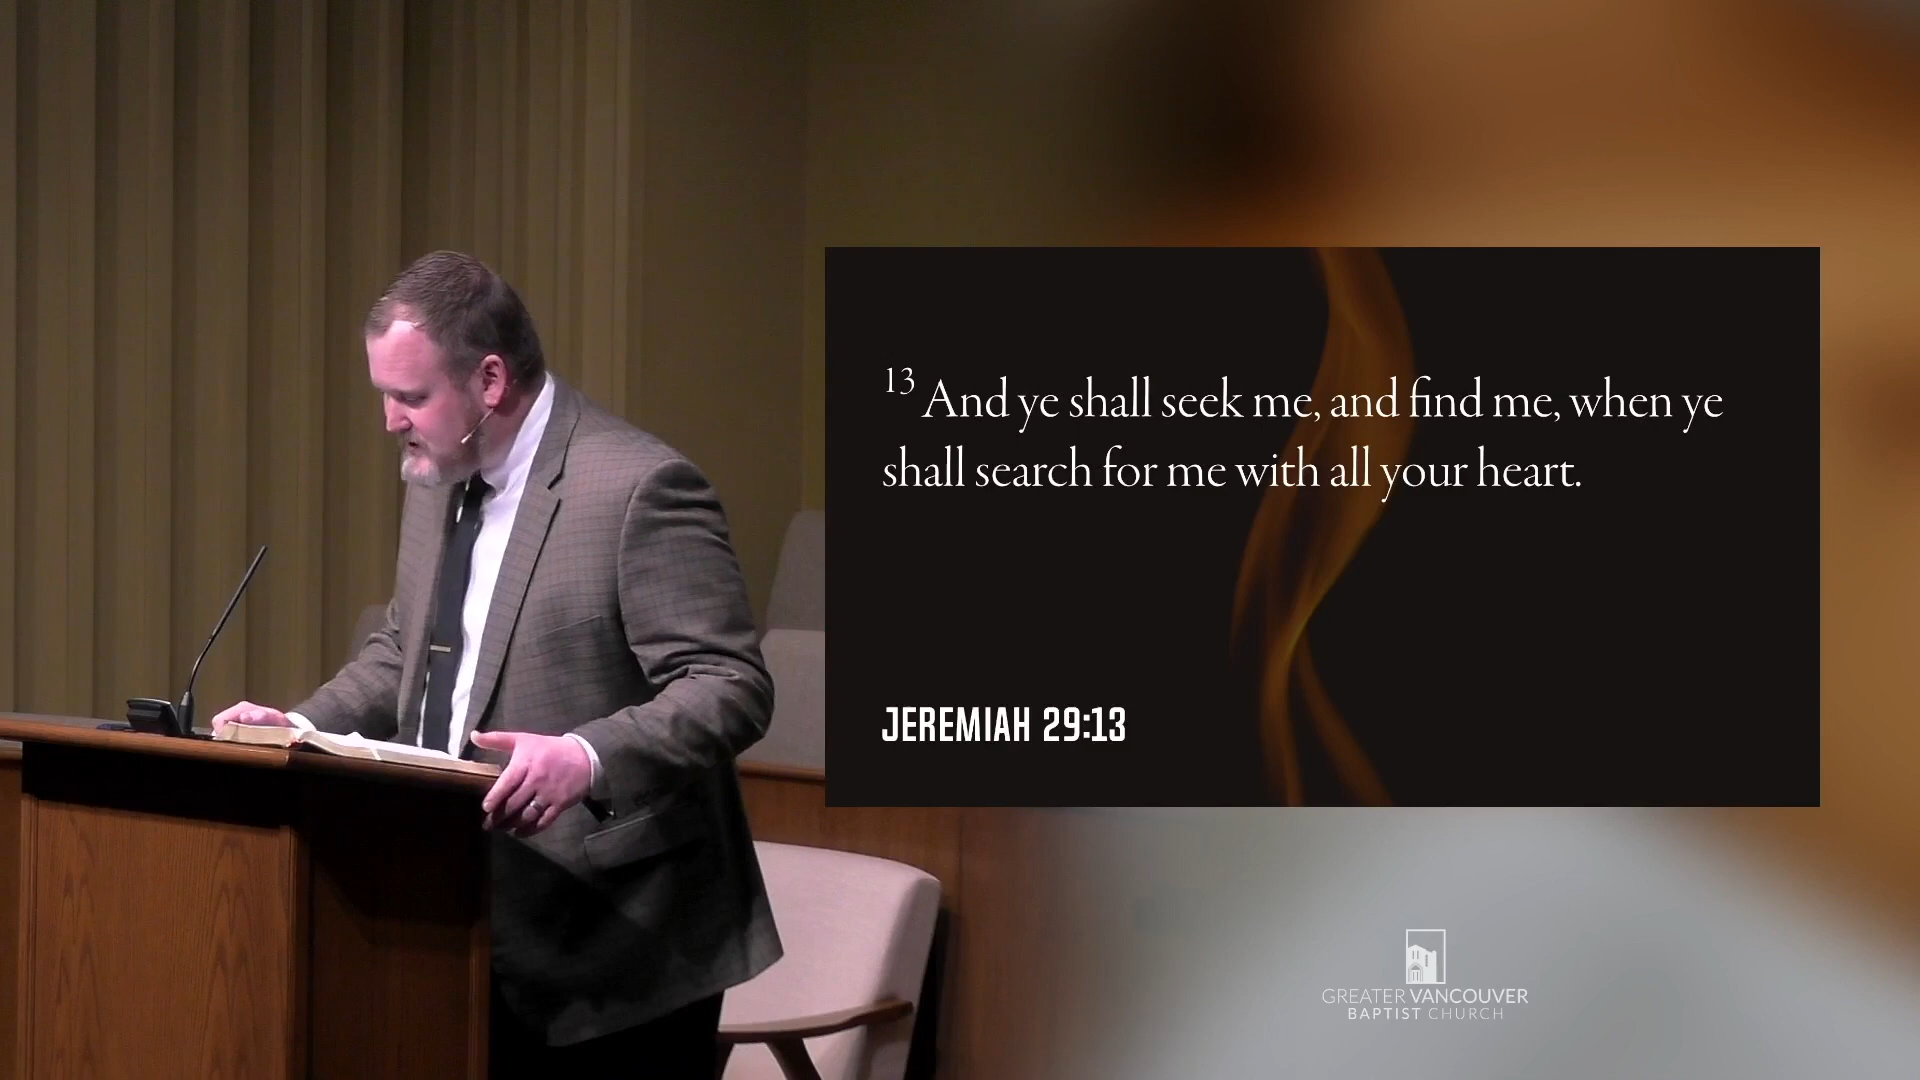 13 And ye shall seek me, and find me, when ye
shall search for me with all your heart.
JEREMIAH 29:13
GREATER VANCOUVER
BAPTIST CHURCH